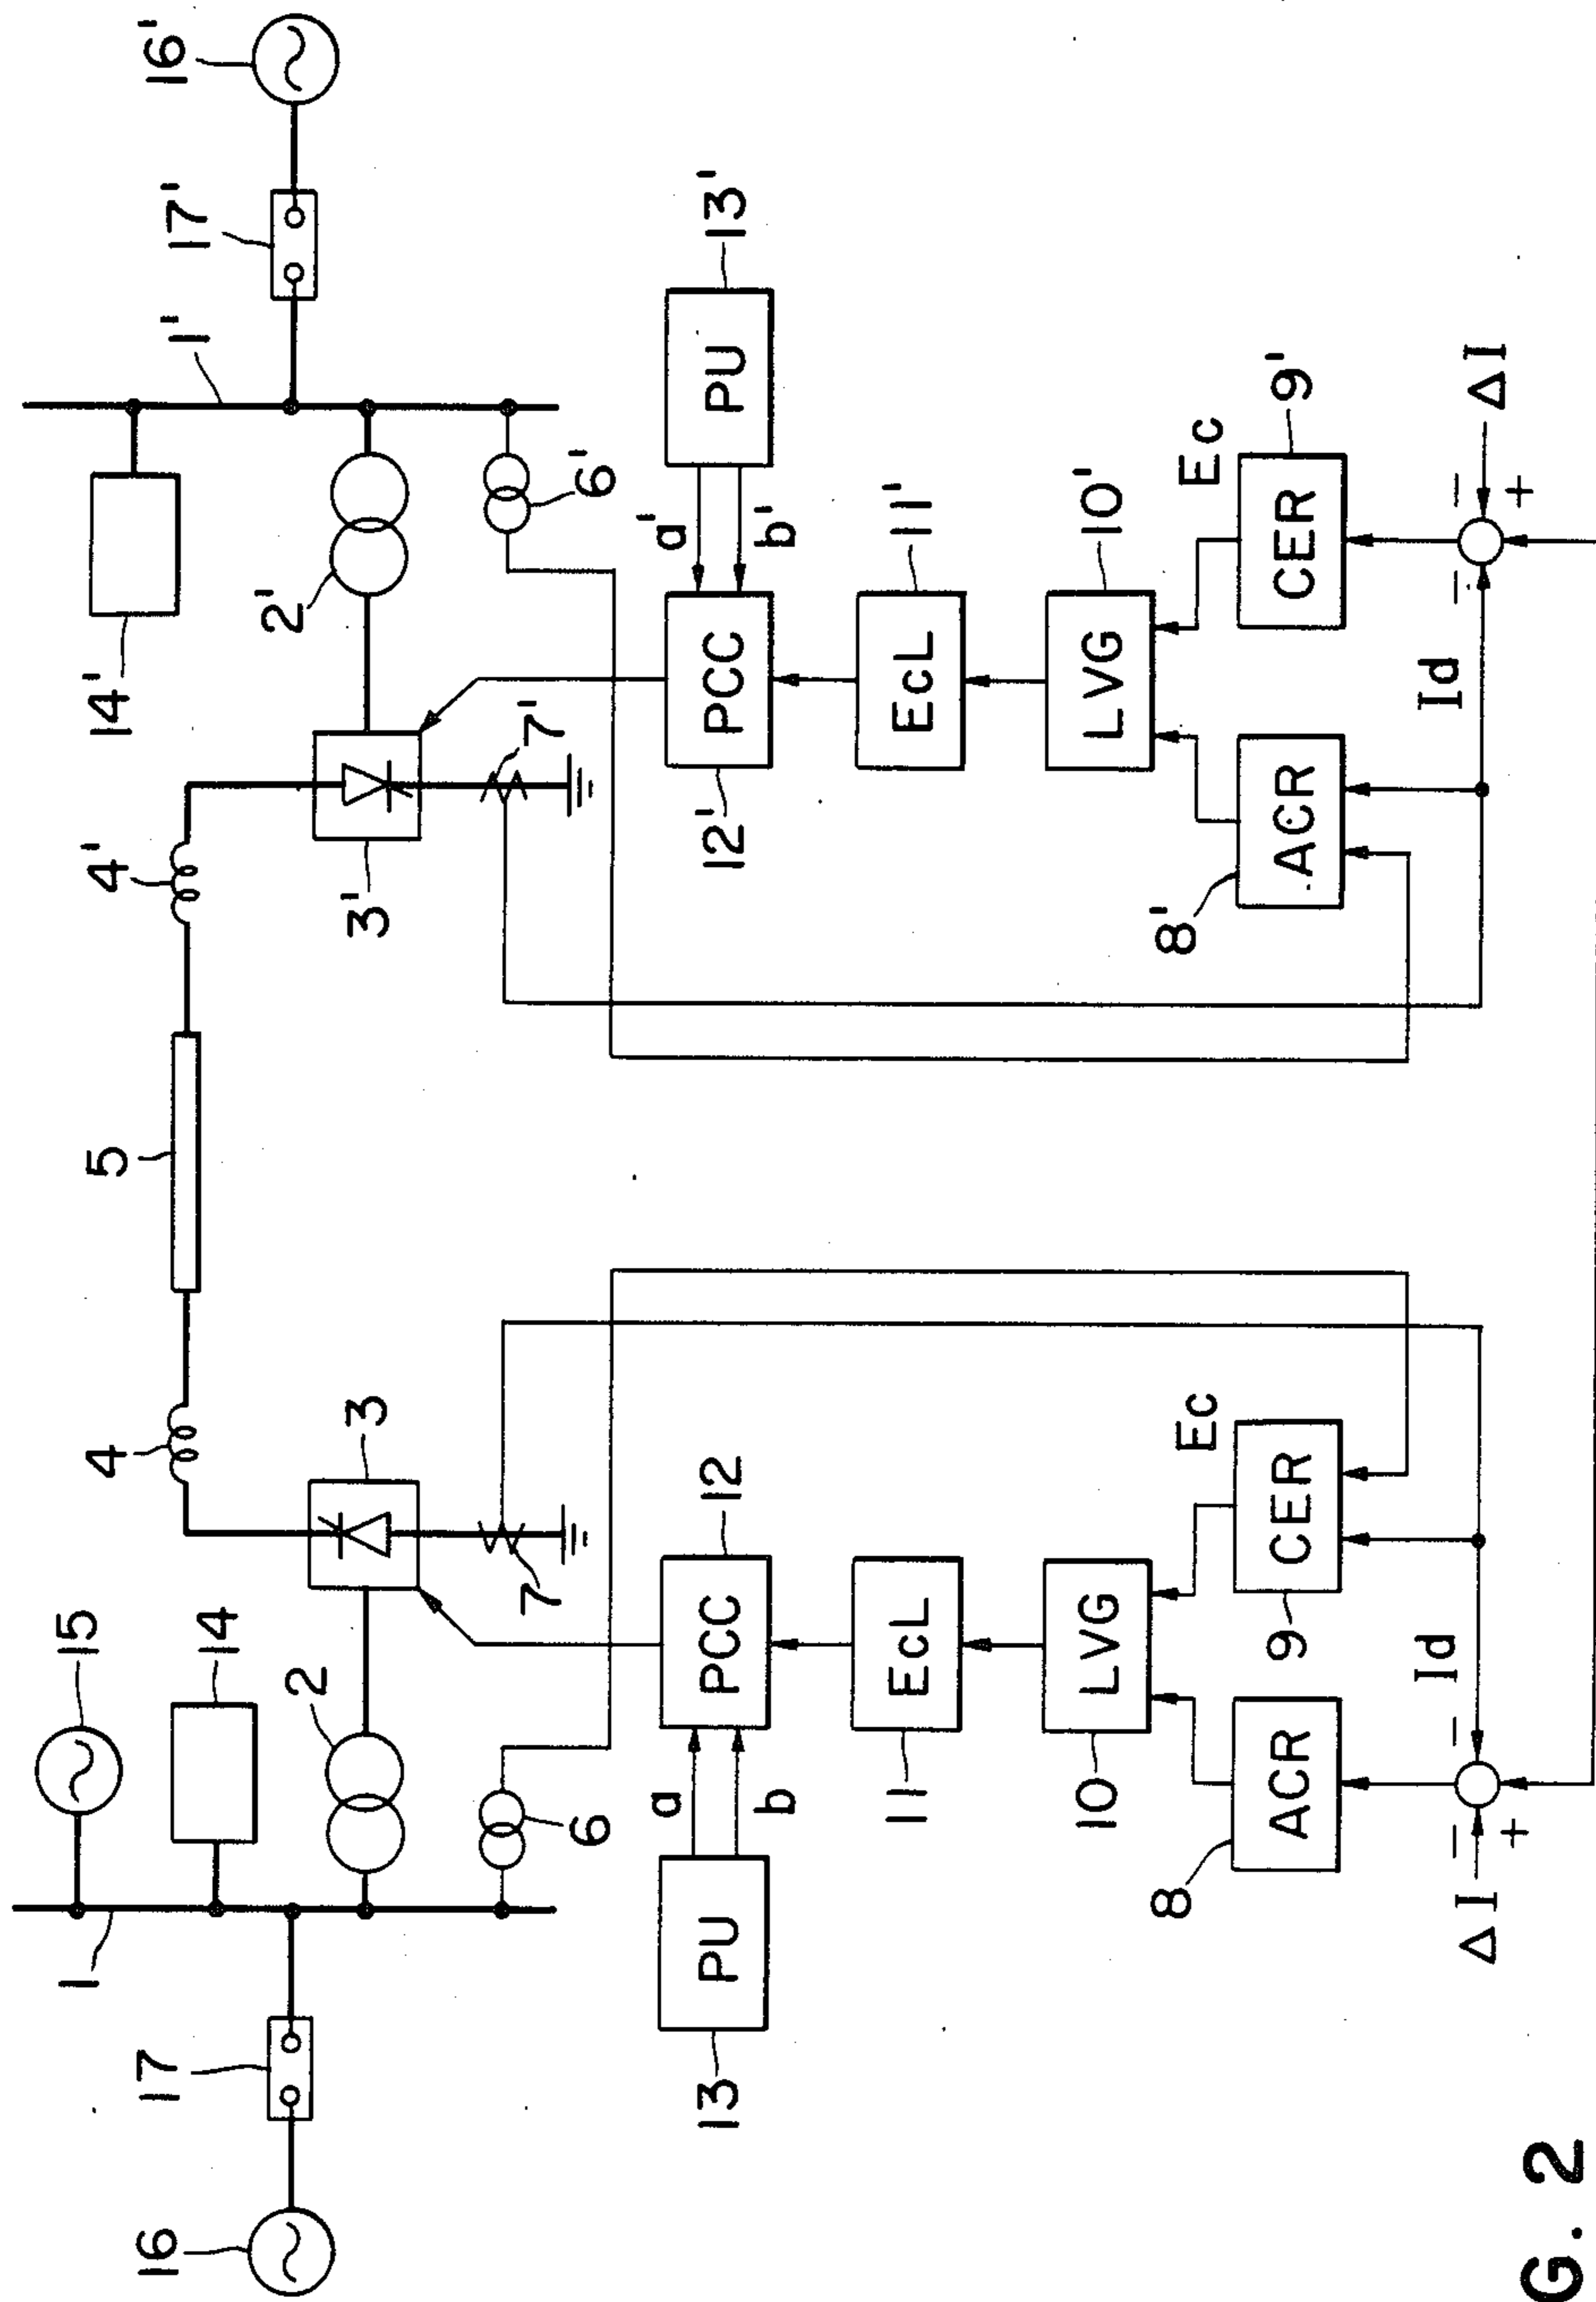 16
17
1
15
14
2
3
4
5
4'
3'
2'
14'
1'
17'
16'
6
7
7'
6'
13
PU
a
b
PCC
12
12'
PCC
a'
b'
PU
13'
11
EcL
EcL
11'
10
LVG
LVG
10'
8
ACR
9
CER
Ec
8'
ACR
CER
9'
Ec
ΔI
−
+
−
Id
Id
−
−
+
ΔI
G. 2